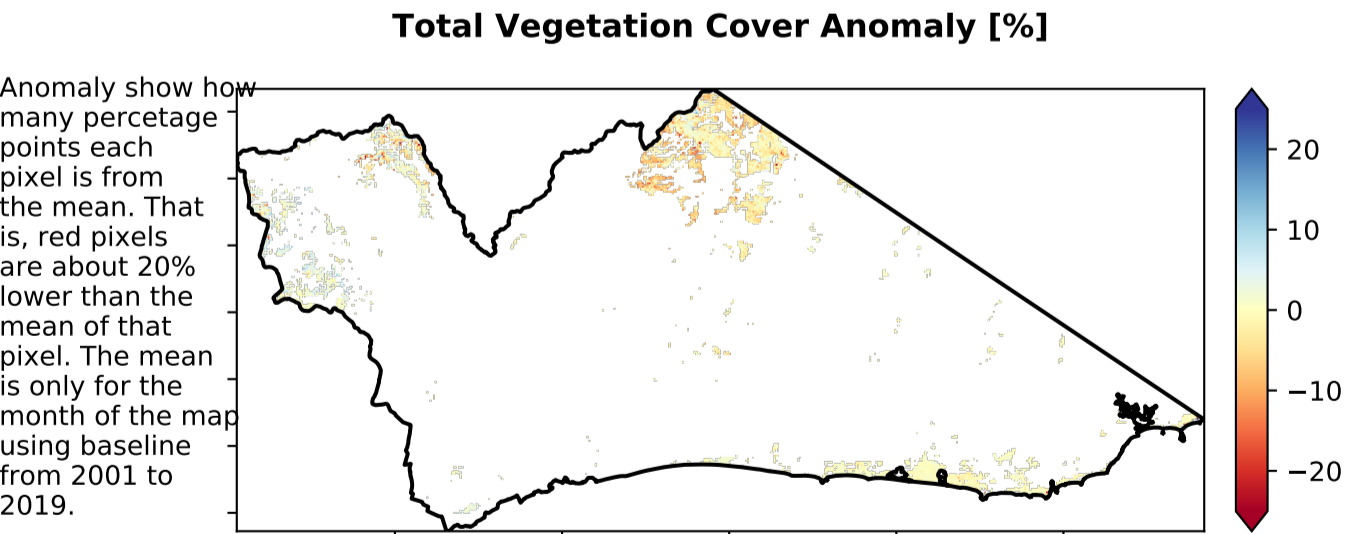 Total Vegetation Cover Anomaly [%]
Anomaly show how
many percetage
points each
pixel is from
the mean. That
is, red pixels
are about 20%
lower than the
mean of that
pixel. The mean
is only for the
month of the map
using baseline
from 2001 to
2019.
20
10
0
−10
−20